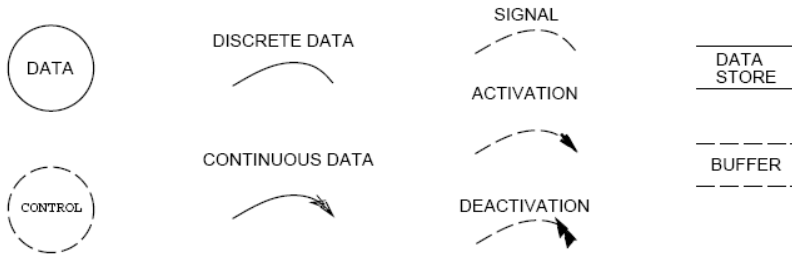 SIGNAL
DISCRETE DATA
DATA
DATA
STORE
ACTIVATION
CONTINUOUS DATA
BUFFER
CONTROL
DEACTIVATION